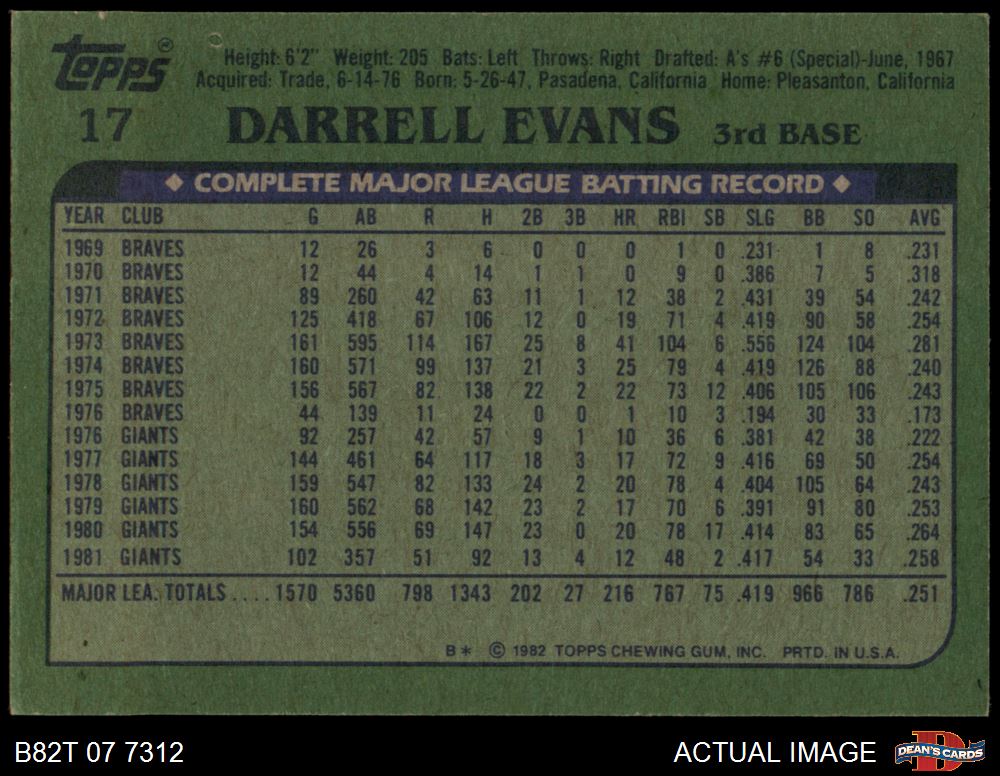 Topps®
Height: 6'2" Weight: 205 Bats: Left Throws: Right Drafted: A's #6 (Special)-June, 1967
Acquired: Trade, 6-14-76 Born: 5-26-47, Pasadena, California Home: Pleasanton, California
17 DARRELL EVANS 3rd BASE
◆ COMPLETE MAJOR LEAGUE BATTING RECORD ◆
YEAR CLUB G AB R H 2B 3B HR RBI SB SLG BB SO AVG
1969 BRAVES 12 26 3 6 0 0 0 1 0 .231 1 8 .231
1970 BRAVES 12 44 4 14 1 1 0 9 0 .386 7 5 .318
1971 BRAVES 89 260 42 63 11 1 12 38 2 .431 39 54 .242
1972 BRAVES 125 418 67 106 12 0 19 71 4 .419 90 58 .254
1973 BRAVES 161 595 114 167 25 8 41 104 6 .556 124 104 .281
1974 BRAVES 160 571 99 137 21 3 25 79 4 .419 126 88 .240
1975 BRAVES 156 567 82 138 22 2 22 73 12 .406 105 106 .243
1976 BRAVES 44 139 11 24 0 0 1 10 3 .194 30 33 .173
1976 GIANTS 92 257 42 57 9 1 10 36 6 .381 42 38 .222
1977 GIANTS 144 461 64 117 18 3 17 72 9 .416 69 50 .254
1978 GIANTS 159 547 82 133 24 2 20 78 4 .404 105 64 .243
1979 GIANTS 160 562 68 142 23 2 17 70 6 .391 91 80 .253
1980 GIANTS 154 556 69 147 23 0 20 78 17 .414 83 65 .264
1981 GIANTS 102 357 51 92 13 4 12 48 2 .417 54 33 .258
MAJOR LEA. TOTALS.... 1570 5360 798 1343 202 27 216 767 75 .419 966 786 .251
B* © 1982 TOPPS CHEWING GUM, INC. PRTD. IN U.S.A.
B82T 07 7312 ACTUAL IMAGE DEAN'S CARDS